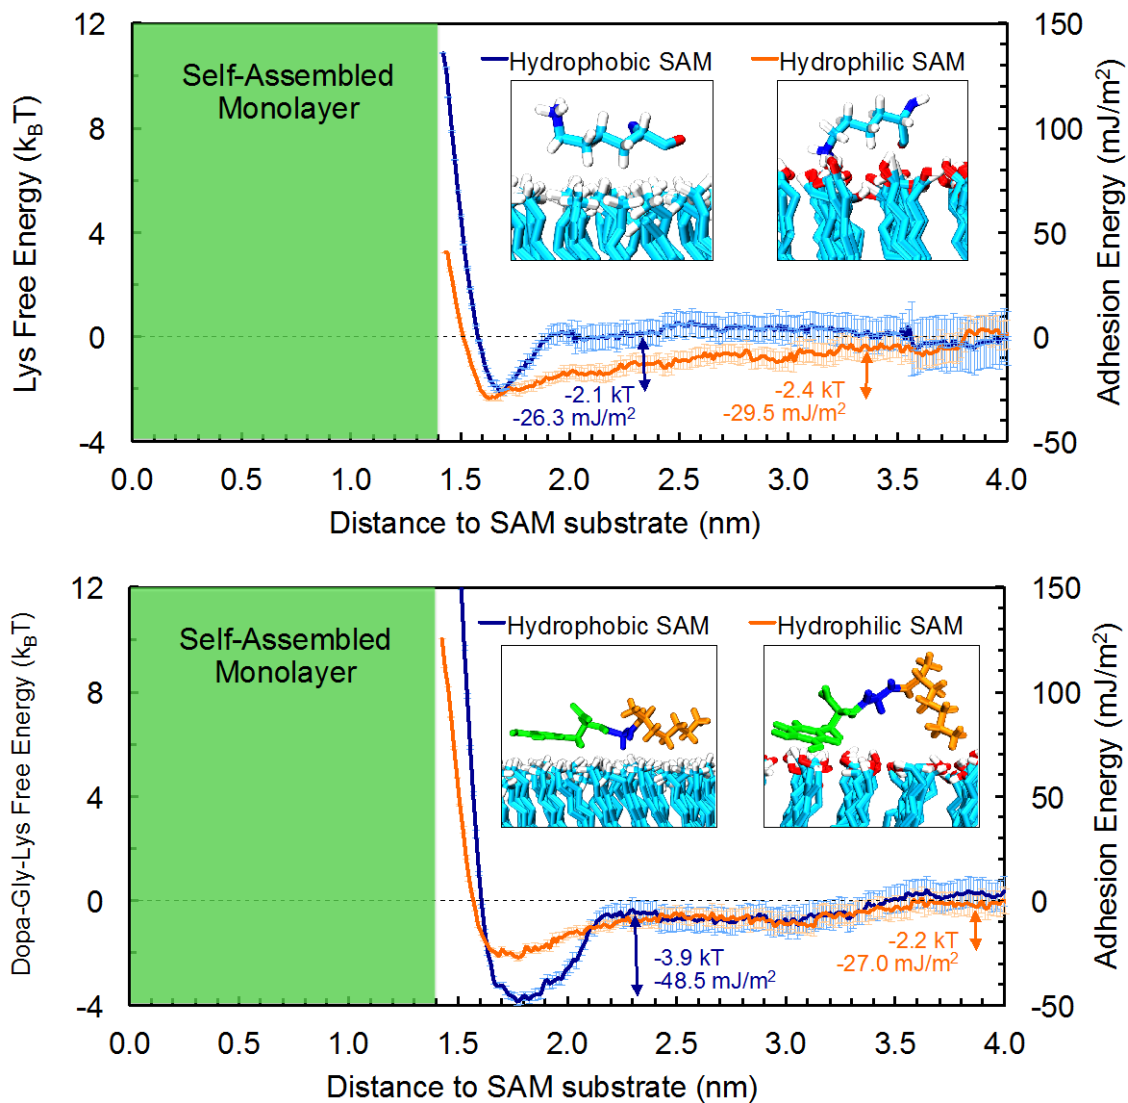 Hydrophobic SAM
Hydrophilic SAM
Self-Assembled
Monolayer
Lys Free Energy (k_BT)
Adhesion Energy (mJ/m²)
12
8
4
0
-4
150
100
50
0
-50
-2.1 kT
-26.3 mJ/m²
-2.4 kT
-29.5 mJ/m²
0.0 0.5 1.0 1.5 2.0 2.5 3.0 3.5 4.0
Distance to SAM substrate (nm)
Hydrophobic SAM
Hydrophilic SAM
Self-Assembled
Monolayer
Dopa-Gly-Lys Free Energy (k_BT)
Adhesion Energy (mJ/m²)
12
8
4
0
-4
150
100
50
0
-50
-3.9 kT
-48.5 mJ/m²
-2.2 kT
-27.0 mJ/m²
0.0 0.5 1.0 1.5 2.0 2.5 3.0 3.5 4.0
Distance to SAM substrate (nm)